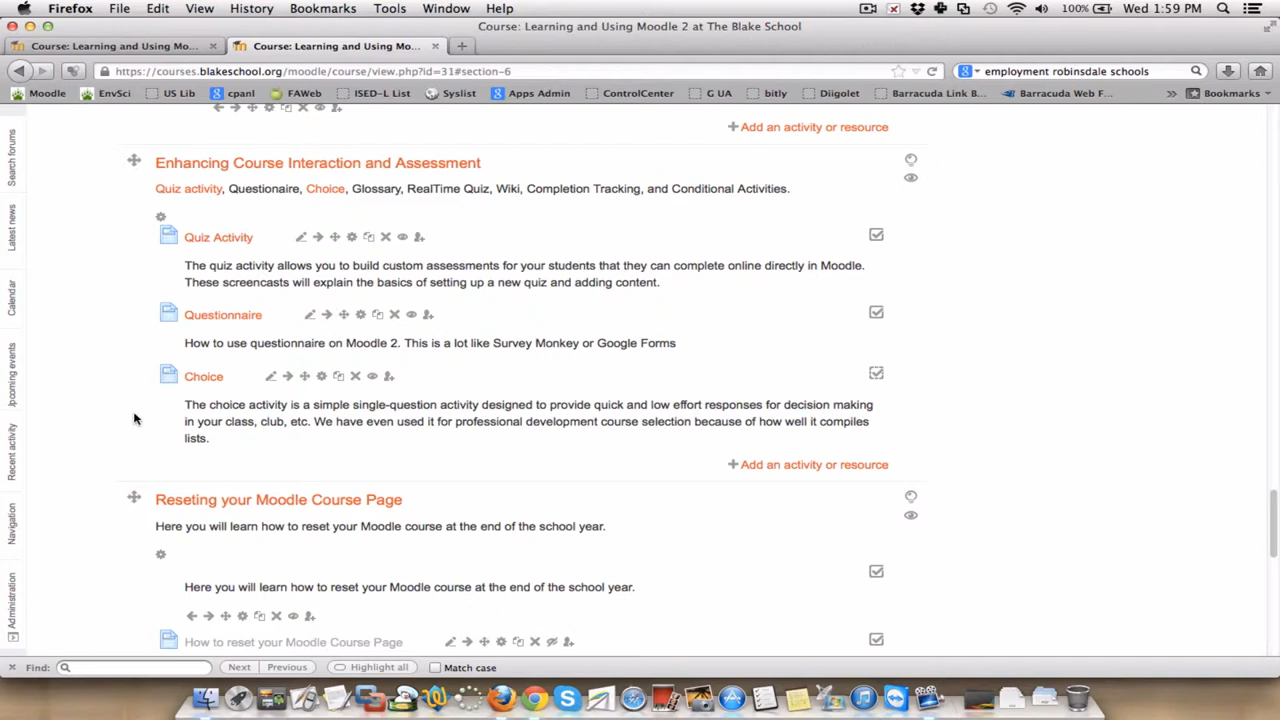 Firefox File Edit View History Bookmarks Tools Window Help 100% Wed 1:59 PM
Course: Learning and Using Moodle 2 at The Blake School
Course: Learning and Using Mo... Course: Learning and Using Mo...
https://courses.blakeschool.org/moodle/course/view.php?id=31#section-6 employment robinsdale schools
Moodle EnvSci US Lib cpanl FAWeb ISED-L List Syslist Apps Admin ControlCenter G UA bitly Diigolet Barracuda Link B... Barracuda Web F... » Bookmarks
Search forums
Latest news
Calendar
Upcoming events
Recent activity
Navigation
Administration
Add an activity or resource
Enhancing Course Interaction and Assessment
Quiz activity, Questionaire, Choice, Glossary, RealTime Quiz, Wiki, Completion Tracking, and Conditional Activities.
Quiz Activity
The quiz activity allows you to build custom assessments for your students that they can complete online directly in Moodle.
These screencasts will explain the basics of setting up a new quiz and adding content.
Questionnaire
How to use questionnaire on Moodle 2. This is a lot like Survey Monkey or Google Forms
Choice
The choice activity is a simple single-question activity designed to provide quick and low effort responses for decision making
in your class, club, etc. We have even used it for professional development course selection because of how well it compiles
lists.
Add an activity or resource
Reseting your Moodle Course Page
Here you will learn how to reset your Moodle course at the end of the school year.
Here you will learn how to reset your Moodle course at the end of the school year.
How to reset your Moodle Course Page
Find: Next Previous Highlight all Match case